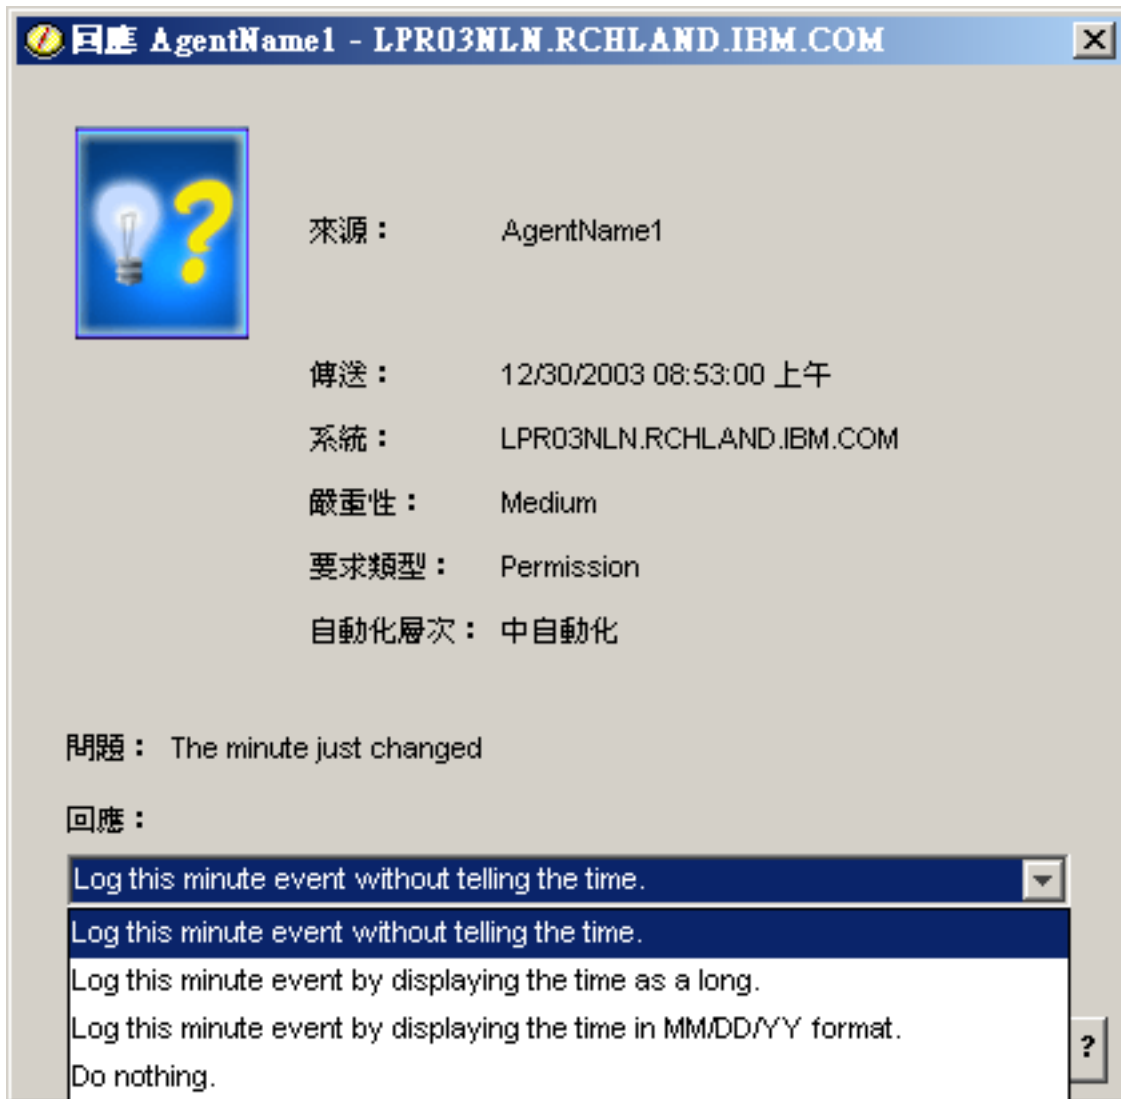 回應 AgentName1 - LPR03NLN.RCHLAND.IBM.COM
來源： AgentName1
傳送： 12/30/2003 08:53:00 上午
系統： LPR03NLN.RCHLAND.IBM.COM
嚴重性： Medium
要求類型： Permission
自動化層次： 中自動化
問題： The minute just changed
回應：
Log this minute event without telling the time.
Log this minute event without telling the time.
Log this minute event by displaying the time as a long.
Log this minute event by displaying the time in MM/DD/YY format.
Do nothing.
?